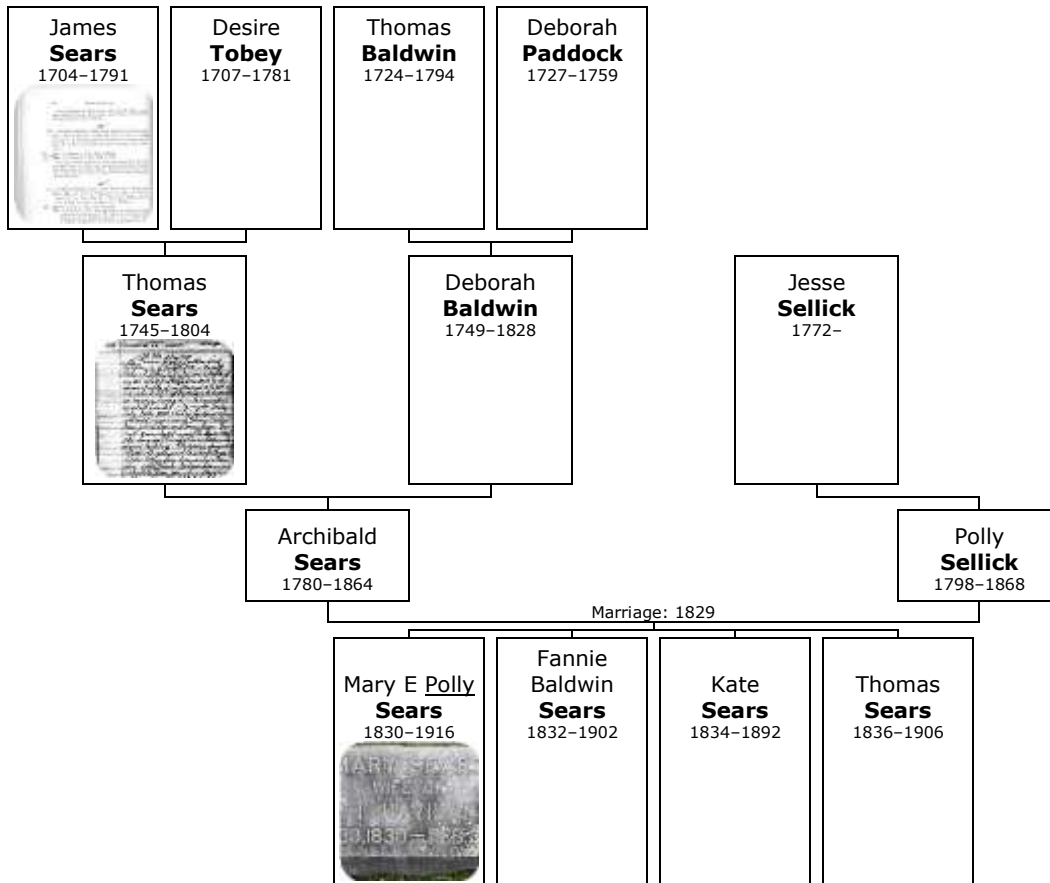 James
Sears
1704–1791
Desire
Tobey
1707–1781
Thomas
Baldwin
1724–1794
Deborah
Paddock
1727–1759
Thomas
Sears
1745–1804
Deborah
Baldwin
1749–1828
Jesse
Sellick
1772–
Archibald
Sears
1780–1864
Polly
Sellick
1798–1868
Marriage: 1829
Mary E Polly
Sears
1830–1916
Fannie
Baldwin
Sears
1832–1902
Kate
Sears
1834–1892
Thomas
Sears
1836–1906